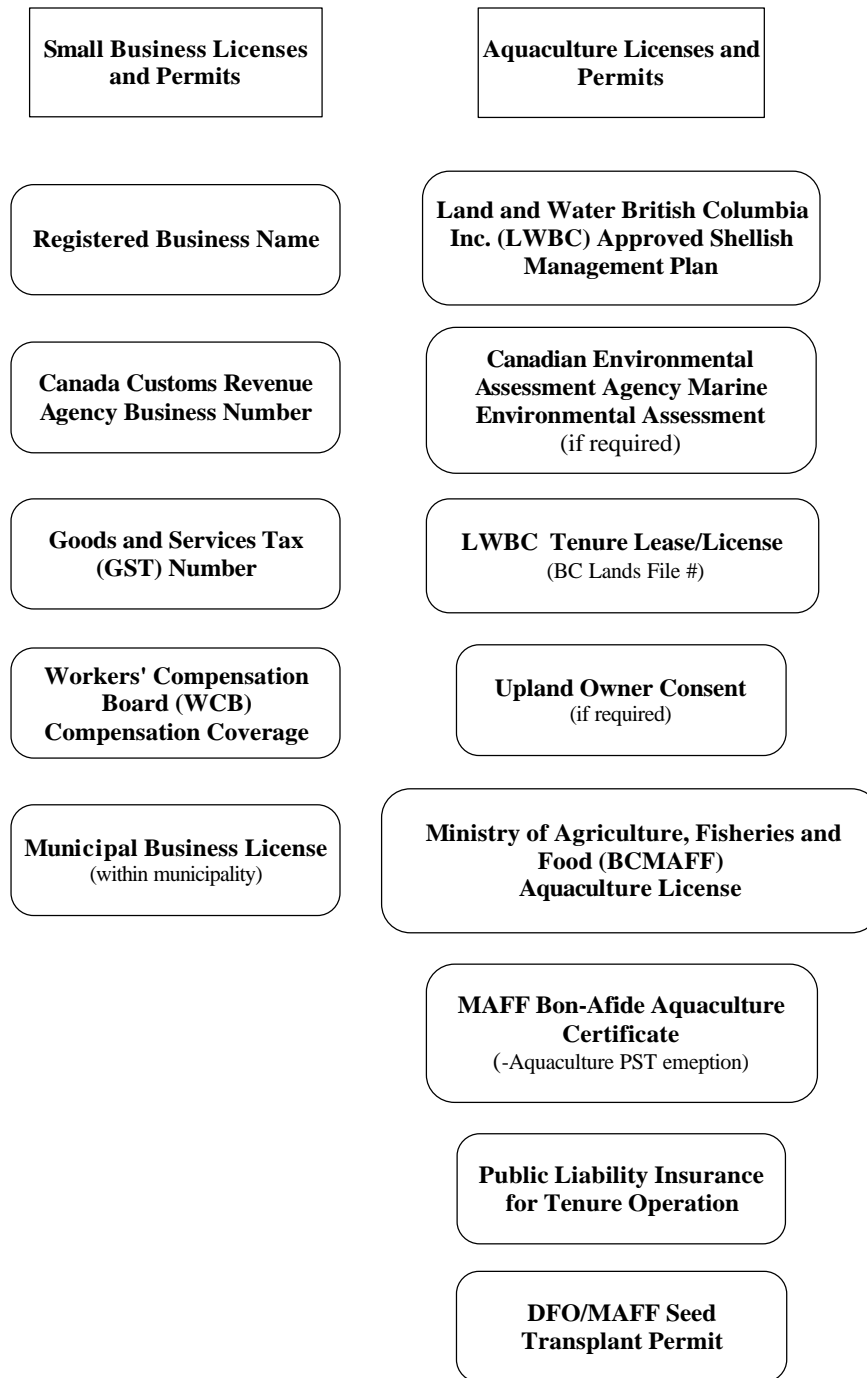 Small Business Licenses
and Permits
Registered Business Name
Canada Customs Revenue
Agency Business Number
Goods and Services Tax
(GST) Number
Workers' Compensation
Board (WCB)
Compensation Coverage
Municipal Business License
(within municipality)
Aquaculture Licenses and
Permits
Land and Water British Columbia
Inc. (LWBC) Approved Shellish
Management Plan
Canadian Environmental
Assessment Agency Marine
Environmental Assessment
(if required)
LWBC Tenure Lease/License
(BC Lands File #)
Upland Owner Consent
(if required)
Ministry of Agriculture, Fisheries and
Food (BCMAFF)
Aquaculture License
MAFF Bon-Afide Aquaculture
Certificate
(-Aquaculture PST emeption)
Public Liability Insurance
for Tenure Operation
DFO/MAFF Seed
Transplant Permit